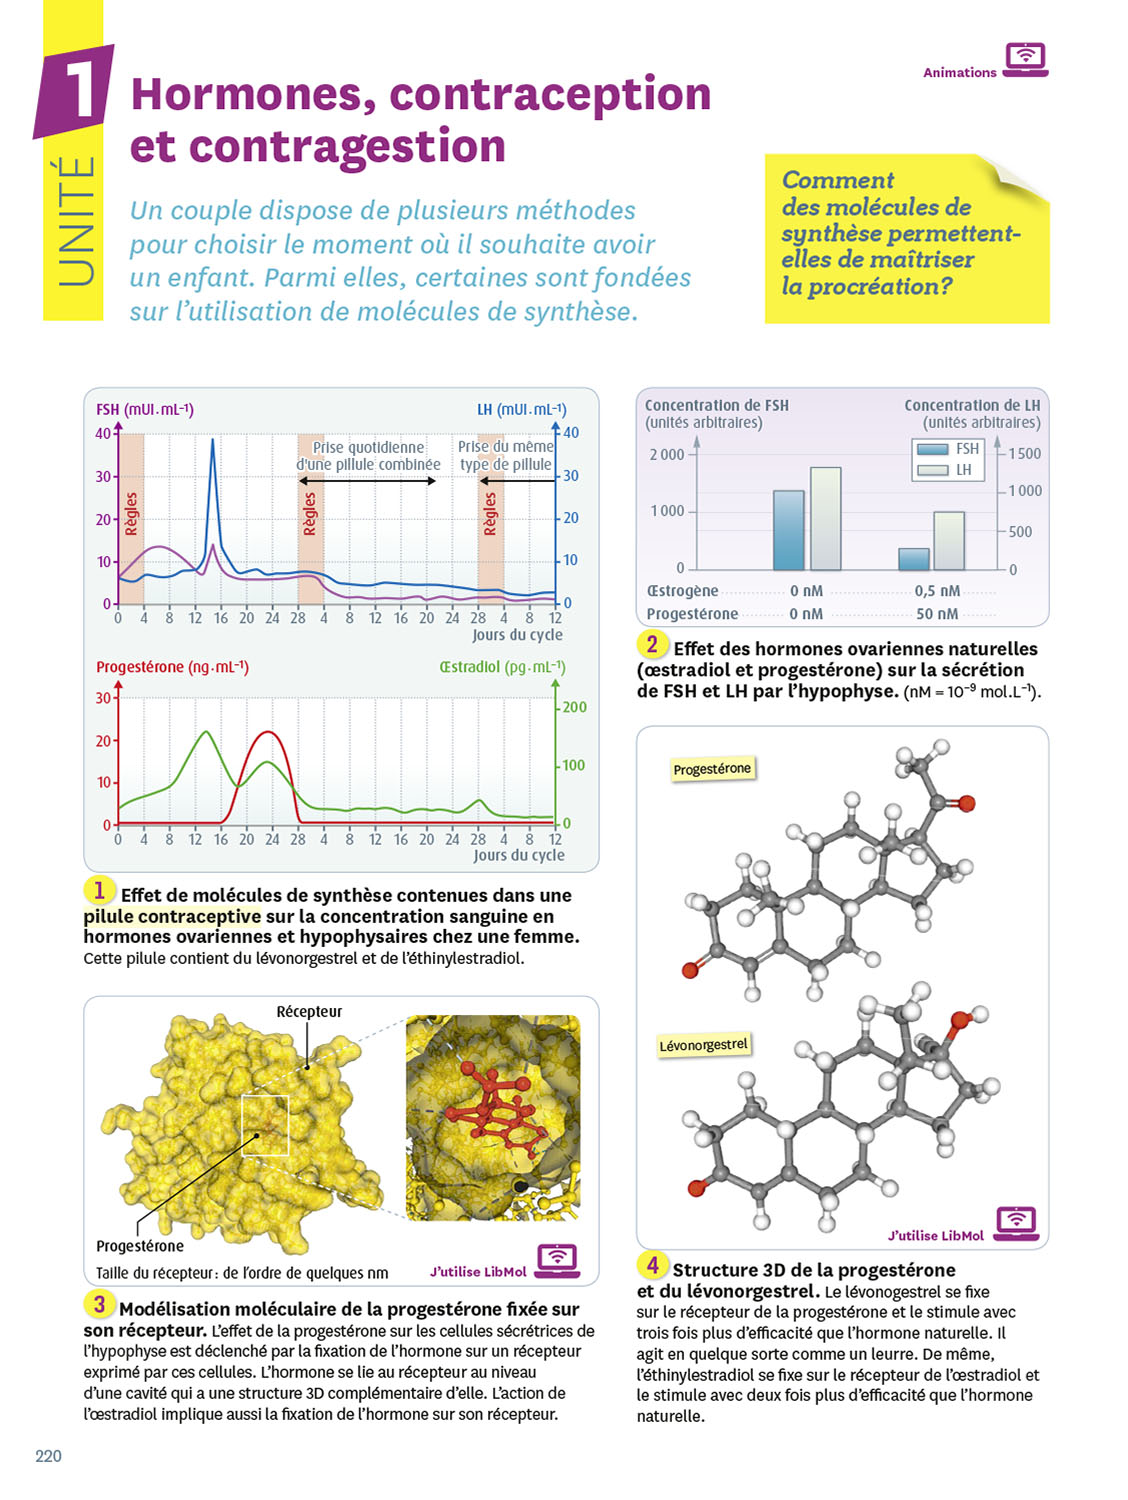 1
UNITÉ
Hormones, contraception
et contragestion
Animations
Un couple dispose de plusieurs méthodes
pour choisir le moment où il souhaite avoir
un enfant. Parmi elles, certaines sont fondées
sur l'utilisation de molécules de synthèse.
Comment
des molécules de
synthèse permettent-
elles de maîtriser
la procréation?
FSH (mUI.mL⁻¹)
LH (mUI.mL⁻¹)
40
30
20
10
0
40
30
20
10
0
Règles
Règles
Règles
Prise quotidienne
d'une pillule combinée
Prise du même
type de pillule
0 4 8 12 16 20 24 28 4 8 12 16 20 24 28 4 8 12
Jours du cycle
Progestérone (ng.mL⁻¹)
Œstradiol (pg.mL⁻¹)
30
20
10
0
200
100
0
0 4 8 12 16 20 24 28 4 8 12 16 20 24 28 4 8 12
Jours du cycle
1 Effet de molécules de synthèse contenues dans une
pilule contraceptive sur la concentration sanguine en
hormones ovariennes et hypophysaires chez une femme.
Cette pilule contient du lévonorgestrel et de l'éthinylestradiol.
Récepteur
Progestérone
Taille du récepteur : de l'ordre de quelques nm
J'utilise LibMol
3 Modélisation moléculaire de la progestérone fixée sur
son récepteur. L'effet de la progestérone sur les cellules sécrétrices de
l'hypophyse est déclenché par la fixation de l'hormone sur un récepteur
exprimé par ces cellules. L'hormone se lie au récepteur au niveau
d'une cavité qui a une structure 3D complémentaire d'elle. L'action de
l'œstradiol implique aussi la fixation de l'hormone sur son récepteur.
Concentration de FSH
(unités arbitraires)
Concentration de LH
(unités arbitraires)
2 000
1 000
0
FSH
LH
1500
1 000
500
0
Œstrogène 0 nM 0,5 nM
Progestérone 0 nM 50 nM
2 Effet des hormones ovariennes naturelles
(œstradiol et progestérone) sur la sécrétion
de FSH et LH par l'hypophyse. (nM = 10⁻⁹ mol.L⁻¹).
Progestérone
Lévonorgestrel
J'utilise LibMol
4 Structure 3D de la progestérone
et du lévonorgestrel. Le lévonogestrel se fixe
sur le récepteur de la progestérone et le stimule avec
trois fois plus d'efficacité que l'hormone naturelle. Il
agit en quelque sorte comme un leurre. De même,
l'éthinylestradiol se fixe sur le récepteur de l'œstradiol et
le stimule avec deux fois plus d'efficacité que l'hormone
naturelle.
220